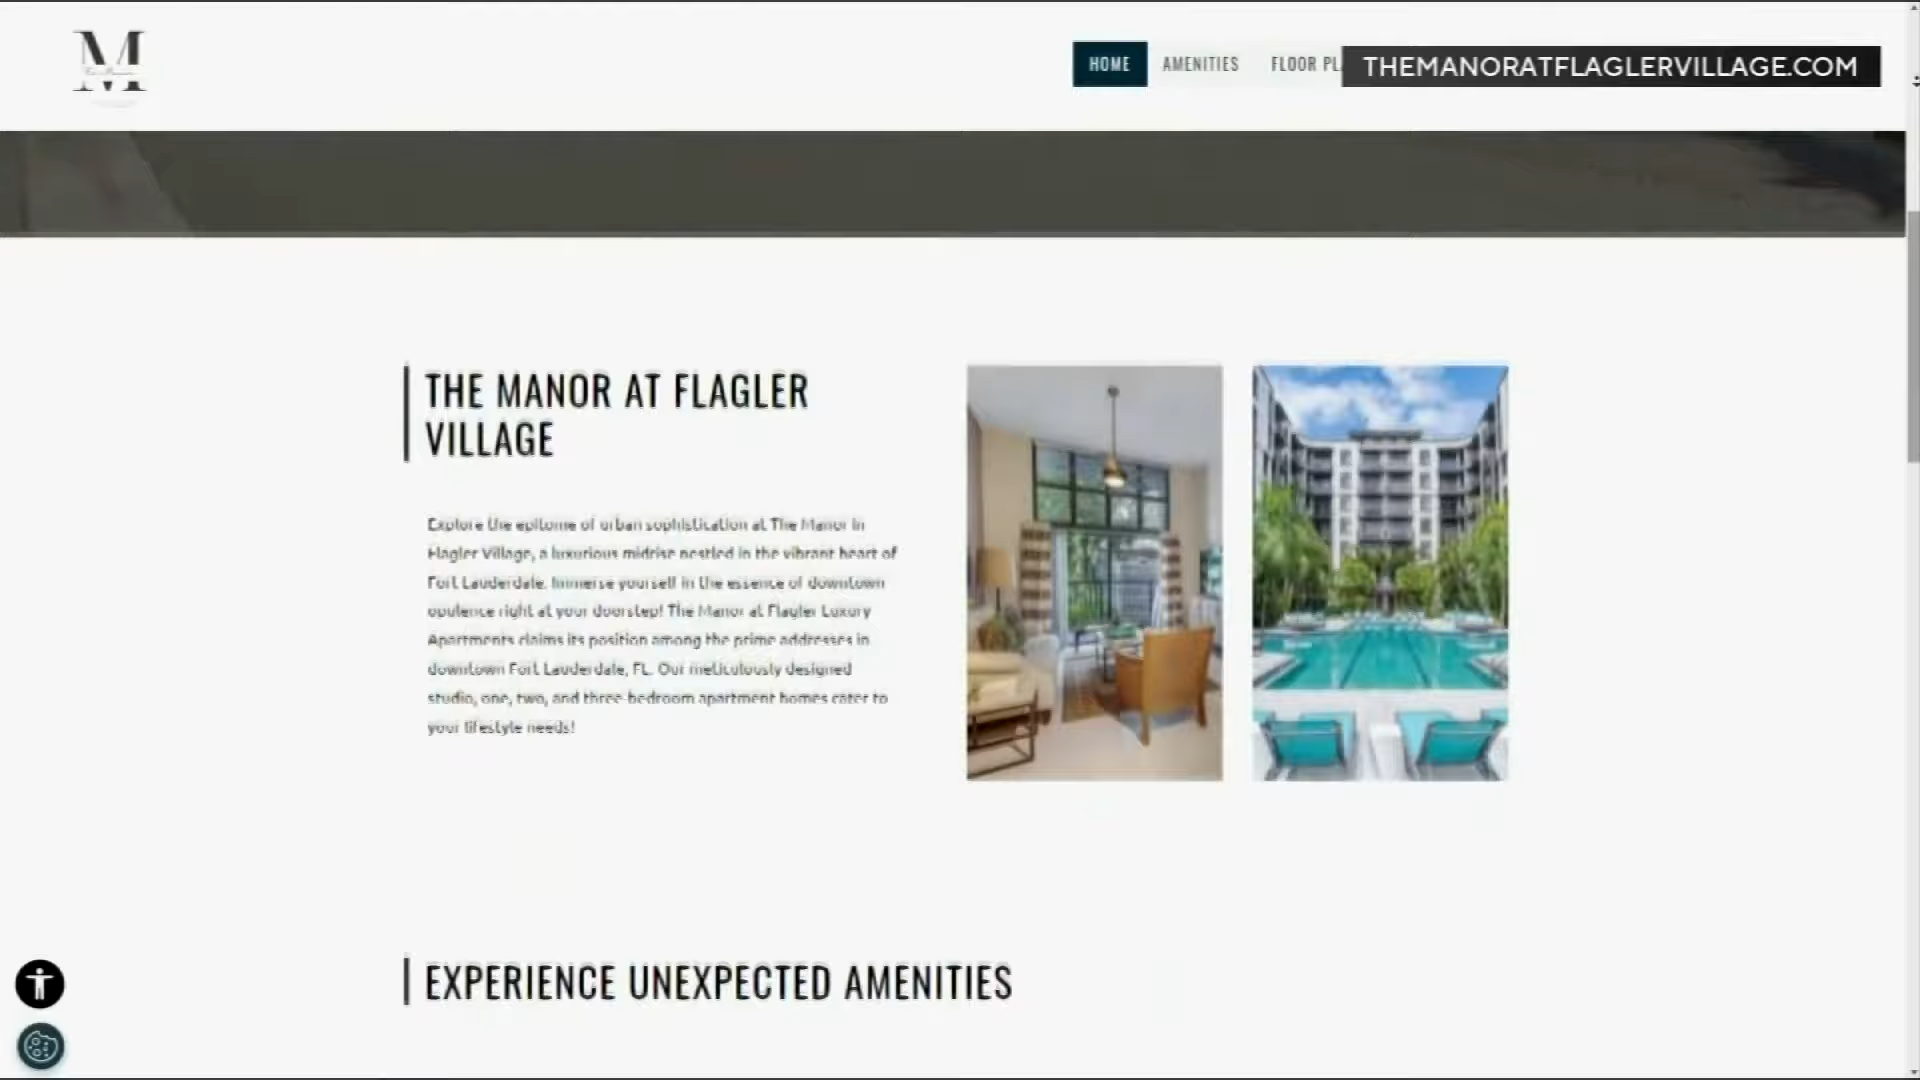 M
HOME AMENITIES FLOOR PL
THEMANORATFLAGLERVILLAGE.COM
THE MANOR AT FLAGLER
VILLAGE
Explore the epitome of urban sophistication at The Manor in
Flagler Village, a luxurious midrise nestled in the vibrant heart of
Fort Lauderdale. Immerse yourself in the essence of downtown
opulence right at your doorstep! The Manor at Flagler Luxury
Apartments claims its position among the prime addresses in
downtown Fort Lauderdale, FL. Our meticulously designed
studio, one, two, and three-bedroom apartment homes cater to
your lifestyle needs!
EXPERIENCE UNEXPECTED AMENITIES